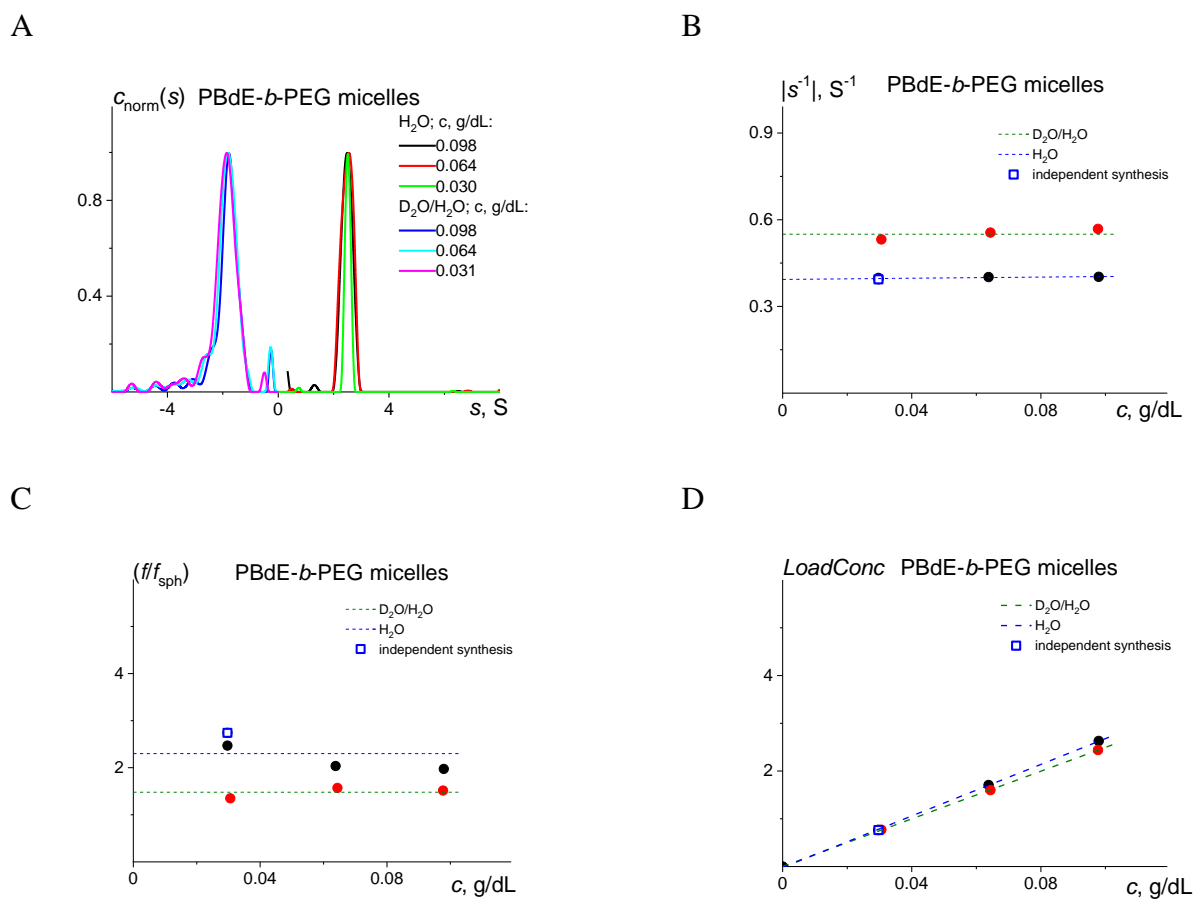 A
c_norm(s) PBdE-b-PEG micelles
H₂O; c, g/dL:
0.098
0.064
0.030
D₂O/H₂O; c, g/dL:
0.098
0.064
0.031
0.8
0.4
-4
0
4
s, S
B
|s⁻¹|, S⁻¹ PBdE-b-PEG micelles
D₂O/H₂O
H₂O
independent synthesis
0.9
0.6
0.3
0
0.04
0.08
c, g/dL
C
(f/f_sph) PBdE-b-PEG micelles
D₂O/H₂O
H₂O
independent synthesis
4
2
0
0.04
0.08
c, g/dL
D
LoadConc PBdE-b-PEG micelles
D₂O/H₂O
H₂O
independent synthesis
4
2
0
0.04
0.08
c, g/dL